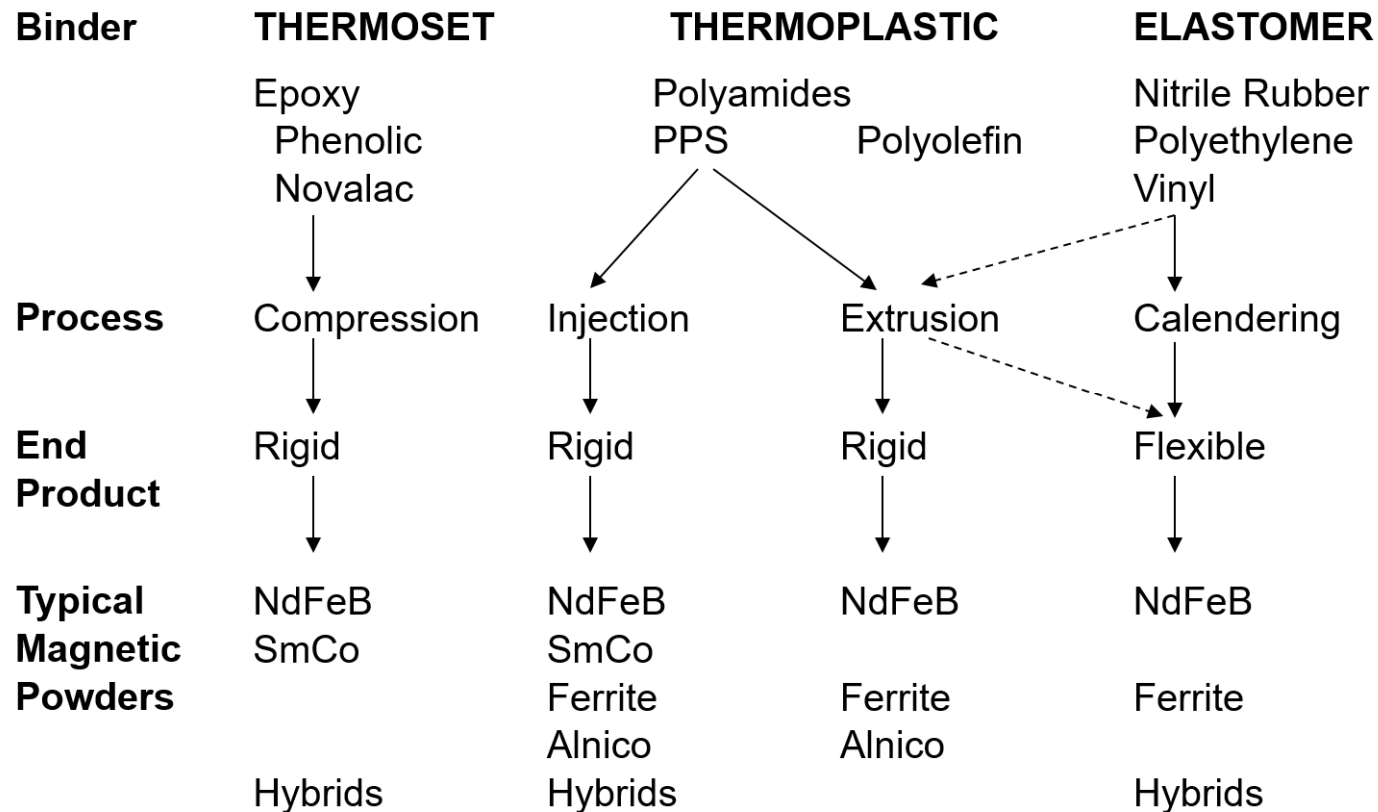 Binder THERMOSET THERMOPLASTIC ELASTOMER
Epoxy Polyamides Nitrile Rubber
Phenolic PPS Polyolefin Polyethylene
Novalac Vinyl
Process Compression Injection Extrusion Calendering
End Rigid Rigid Rigid Flexible
Product
Typical NdFeB NdFeB NdFeB NdFeB
Magnetic SmCo SmCo
Powders Ferrite Ferrite Ferrite
Alnico Alnico
Hybrids Hybrids Hybrids